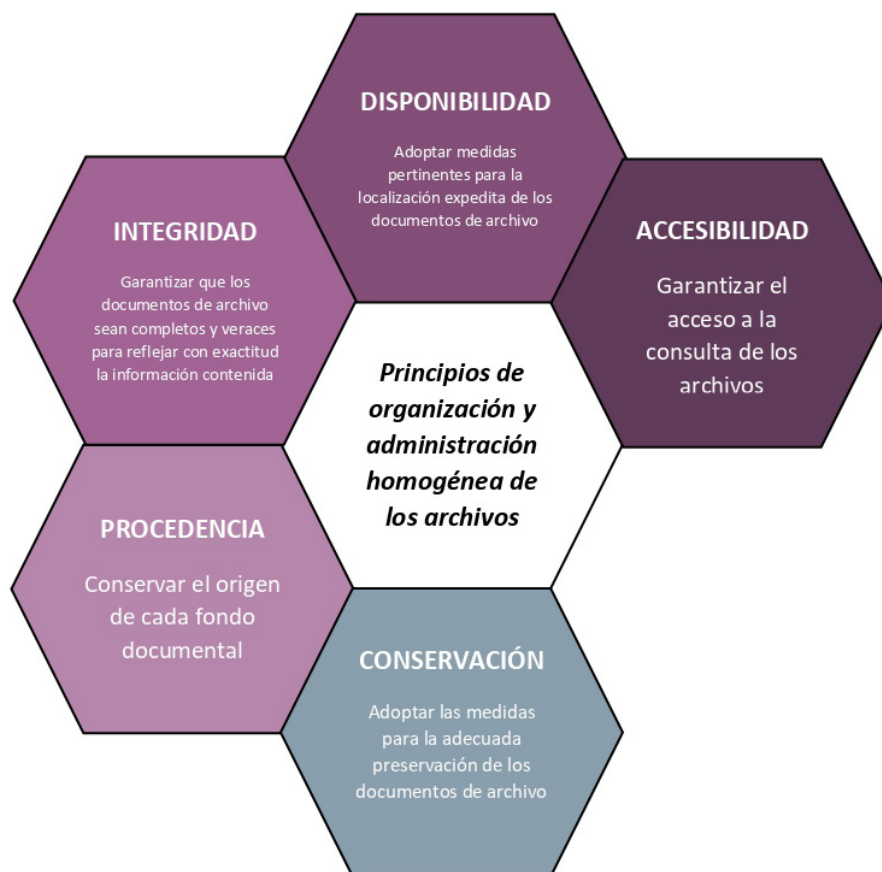 DISPONIBILIDAD
Adoptar medidas
pertinentes para la
localización expedita de los
documentos de archivo
INTEGRIDAD
Garantizar que los
documentos de archivo
sean completos y veraces
para reflejar con exactitud
la información contenida
ACCESIBILIDAD
Garantizar el
acceso a la
consulta de los
archivos
Principios de
organización y
administración
homogénea de
los archivos
PROCEDENCIA
Conservar el origen
de cada fondo
documental
CONSERVACIÓN
Adoptar las medidas
para la adecuada
preservación de los
documentos de archivo